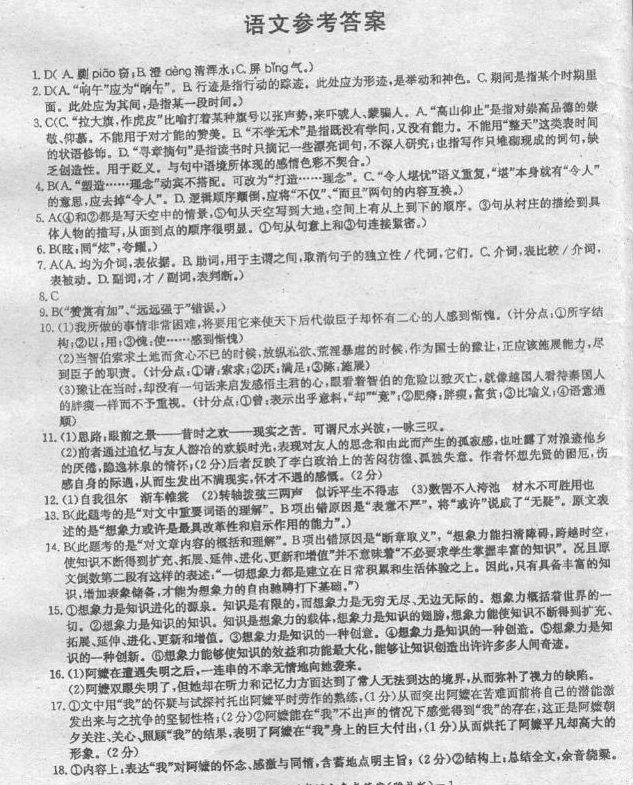 语文参考答案
1. D( A. 剽 piāo 窃;B. 澄 dèng 清浑水;C. 屏 bǐng 气。)
2. D(A.“响午”应为“晌午”。B. 行迹是指行动的踪迹。此处应为形迹,是举动和神色。C. 期间是指某个时期里
面。此处应为其间,是指某一段时间。)
3. C(C.“拉大旗,作虎皮”比喻打着某种旗号以张声势,来吓唬人、蒙骗人。A.“高山仰止”是指对崇高品德的崇
敬、仰慕。不能用于对才能的赞美。B.“不学无术”是指既没有学问,又没有能力。不能用“整天”这类表时间
的状语修饰。D.“寻章摘句”是指读书时只摘记一些漂亮词句,不深入研究;也指写作只堆砌现成的词句,缺
乏创造性。用于贬义。与句中语境所体现的感情色彩不契合。)
4. B(A.“塑造……理念”动宾不搭配。可改为“打造……理念”。C.“令人堪忧”语义重复,“堪”本身就有“令人”
的意思,应去掉“令人”。D. 逻辑顺序颠倒,应将“不仅”、“而且”两句的内容互换。)
5. A(④和②都是写天空中的情景,⑤句从天空写到大地,空间上有从上到下的顺序。③句从村庄的描绘到具
体人物的描写,从面到点的顺序很明显。①句从句意上和③句连接紧密。)
6. B(眩:同“炫”,夸耀。)
7. A(A. 均为介词,表依据。B. 助词,用于主谓之间,取消句子的独立性/代词,它们。C. 介词,表比较/介词,
表被动。D. 副词,才/副词,表判断。)
8. C
9. B(“赞赏有加”、“远远强于”错误。)
10. (1)我所做的事情非常困难,将要用它来使天下后代做臣子却怀有二心的人感到惭愧。(计分点:①所字结
构;②以:用;③愧:使……感到惭愧)
(2)当智伯索求土地而贪心不已的时候,放纵私欲、荒淫暴虐的时候,作为国士的豫让,正应该施展能力,尽
到臣子的职责。(计分点:①请:索求;②厌:满足;③陈:施展)
(3)豫让在当时,却没有一句话来启发感悟主君的心,眼看着智伯的危险以致灭亡,就像越国人看待秦国人
的胖瘦一样而不予重视。(计分点:①曾:表示出乎意料,“却”“竟”;②肥瘠:胖瘦,富贫;③比喻义;④语意通
顺)
11. (1)思路:眼前之景——昔时之欢——现实之苦。可谓尺水兴波,一咏三叹。
(2)前者通过追忆与友人游冶的欢娱时光,表现对友人的思念和由此而产生的孤寂感,也吐露了对浪迹他乡
的厌倦,隐逸林泉的情怀;(2分)后者反映了李白政治上的苦闷彷徨、孤独失意。作者怀想先贤的困厄,伤
感自身的际遇,从而生发出不满现实,怀才不遇的感慨。(2分)
12. (1)自我徂尔　渐车帷裳　(2)转轴拨弦三两声　似诉平生不得志　(3)数罟不入洿池　材木不可胜用也
13. B(此题考的是“对文中重要词语的理解”。B项出错原因是“表意不严”,将“或许”说成了“无疑”。原文表
述的是“想象力或许是最具改革性和启示作用的能力”。)
14. B(此题考的是“对文章内容的概括和理解”。B项出错原因是“断章取义”,“想象力能扫清障碍,跨越时空,
使知识不断得到扩充、拓展、延伸、进化、更新和增值”并不意味着“不必要求学生掌握丰富的知识”。况且原
文倒数第二段有这样的表述:“一切想象力都是建立在日常积累和生活体验之上。因此,只有具备丰富的知
识,增加表象储备,才能为想象力的自由驰骋打下基础。”)
15. ①想象力是知识进化的源泉。知识是有限的,而想象力是无穷无尽、无边无际的。想象力概括着世界的一
切。②想象力是知识的知识。知识是想象力的载体,想象力是知识的翅膀,想象力能使知识不断得到扩充、
拓展、延伸、进化、更新和增值。③想象力是知识的一种创意。④想象力是知识的一种创造。⑤想象力是知
识的一种创新。⑥想象力能够使知识的效益和功能最大化,能够让知识创造出许许多多人间奇迹。
16. (1)阿嬷在遭遇失明之后,一连串的不幸无情地向她袭来。
(2)阿嬷双眼失明了,但她却在听力和记忆力方面达到了常人无法到达的境界,从而弥补了视力的缺陷。
17. ①文中用“我”的怀疑与试探衬托出阿嬷平时劳作的熟练,(1分)从而突出阿嬷在苦难面前将自己的潜能激
发出来与之抗争的坚韧性格;(2分)②阿嬷能在“我”不出声的情况下感觉得到“我”的存在,这正是阿嬷朝
夕关注、关心、照顾“我”的结果,表明了阿嬷在“我”身上的巨大付出,(1分)从而烘托了阿嬷平凡却高大的
形象。(2分)
18. ①内容上:表达“我”对阿嬷的怀念、感激与同情,含蓄地点明主旨;(2分)②结构上:总结全文,余音绕梁。